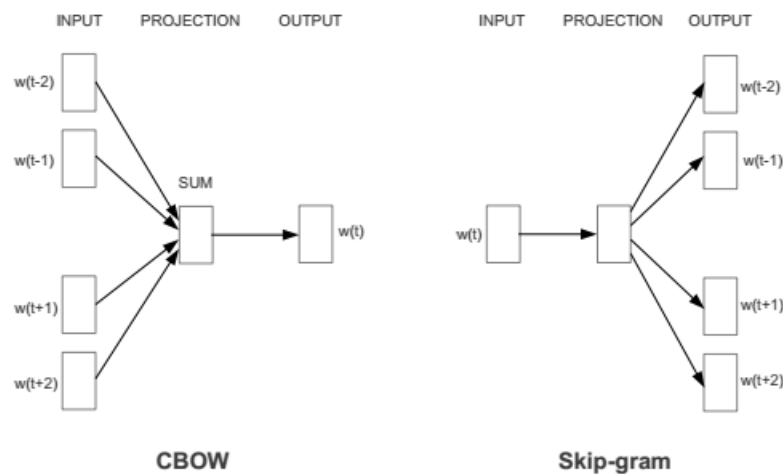 INPUT PROJECTION OUTPUT
w(t-2)
w(t-1)
SUM
w(t)
w(t+1)
w(t+2)
CBOW
INPUT PROJECTION OUTPUT
w(t-2)
w(t-1)
w(t)
w(t+1)
w(t+2)
Skip-gram